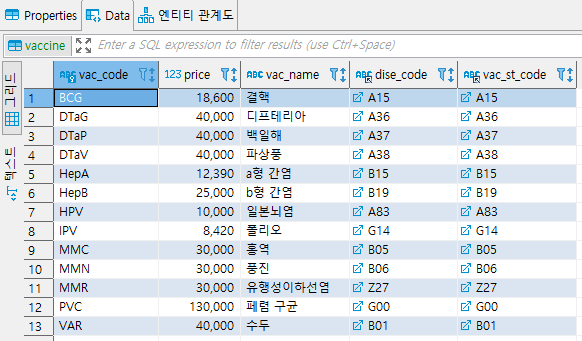 Properties Data 엔티티 관계도
vaccine Enter a SQL expression to filter results (use Ctrl+Space)
그리드
텍스트
ABC vac_code 123 price ABC vac_name ABC dise_code ABC vac_st_code
1 BCG 18,600 결핵 A15 A15
2 DTaG 40,000 디프테리아 A36 A36
3 DTaP 40,000 백일해 A37 A37
4 DTaV 40,000 파상풍 A38 A38
5 HepA 12,390 a형 간염 B15 B15
6 HepB 25,000 b형 간염 B19 B19
7 HPV 10,000 일본뇌염 A83 A83
8 IPV 8,420 폴리오 G14 G14
9 MMC 30,000 홍역 B05 B05
10 MMN 30,000 풍진 B06 B06
11 MMR 30,000 유행성이하선염 Z27 Z27
12 PVC 130,000 페렴 구균 G00 G00
13 VAR 40,000 수두 B01 B01